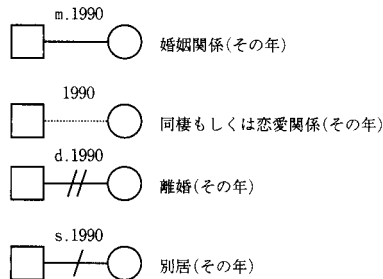 m.1990
婚姻関係(その年)
1990
同棲もしくは恋愛関係(その年)
d.1990
離婚(その年)
s.1990
別居(その年)